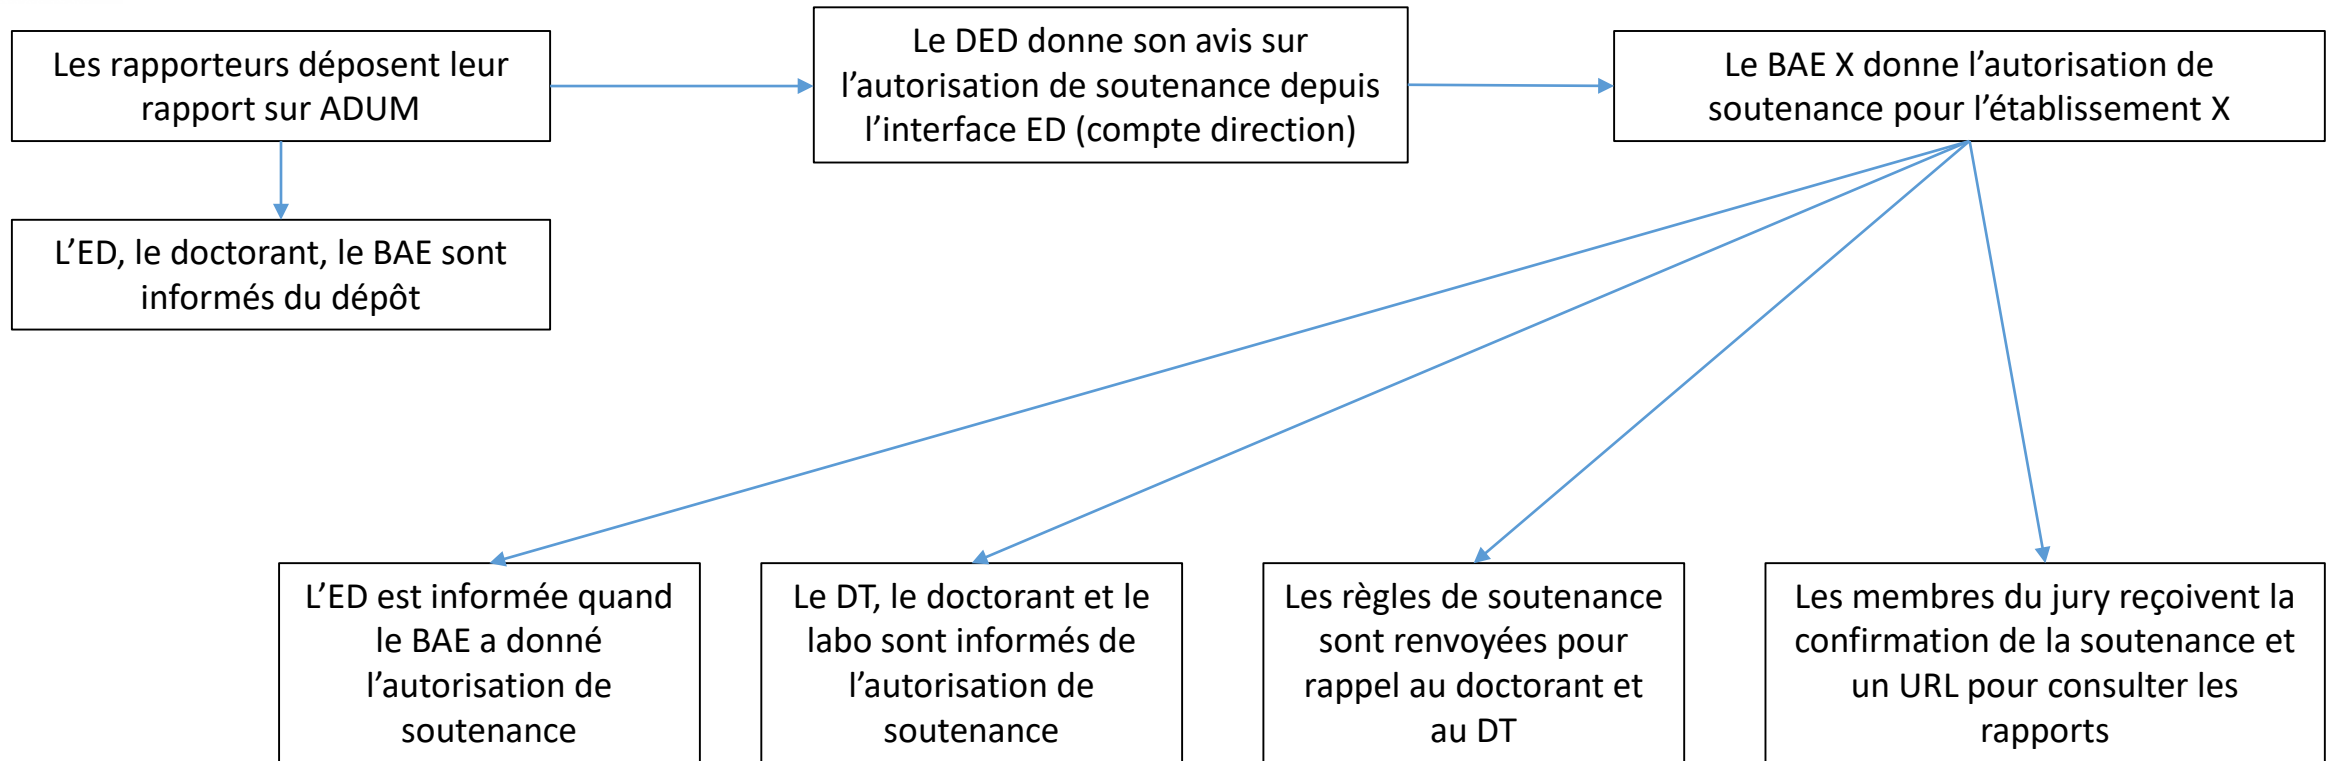 Les rapporteurs déposent leur
rapport sur ADUM
Le DED donne son avis sur
l’autorisation de soutenance depuis
l’interface ED (compte direction)
Le BAE X donne l’autorisation de
soutenance pour l’établissement X
L’ED, le doctorant, le BAE sont
informés du dépôt
L’ED est informée quand
le BAE a donné
l’autorisation de
soutenance
Le DT, le doctorant et le
labo sont informés de
l’autorisation de
soutenance
Les règles de soutenance
sont renvoyées pour
rappel au doctorant et
au DT
Les membres du jury reçoivent la
confirmation de la soutenance et
un URL pour consulter les
rapports